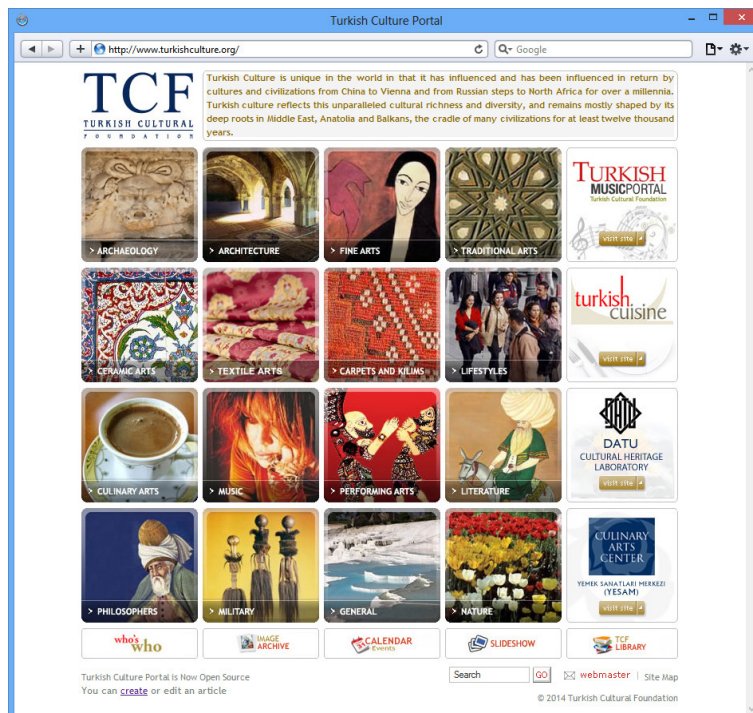 Turkish Culture Portal
http://www.turkishculture.org/
Google
TCF
TURKISH CULTURAL
FOUNDATION
Turkish Culture is unique in the world in that it has influenced and has been influenced in return by
cultures and civilizations from China to Vienna and from Russian steps to North Africa for over a millennia.
Turkish culture reflects this unparalleled cultural richness and diversity, and remains mostly shaped by its
deep roots in Middle East, Anatolia and Balkans, the cradle of many civilizations for at least twelve thousand
years.
> ARCHAEOLOGY
> ARCHITECTURE
> FINE ARTS
> TRADITIONAL ARTS
TURKISH
MUSICPORTAL
Turkish Cultural Foundation
visit site
> CERAMIC ARTS
> TEXTILE ARTS
> CARPETS AND KILIMS
> LIFESTYLES
turkish
cuisine
visit site
> CULINARY ARTS
> MUSIC
> PERFORMING ARTS
> LITERATURE
DATU
CULTURAL HERITAGE
LABORATORY
visit site
> PHILOSOPHERS
> MILITARY
> GENERAL
> NATURE
CULINARY
ARTS
CENTER
YEMEK SANATLARI MERKEZİ
(YESAM)
visit site
who's
who
IMAGE
ARCHIVE
CALENDAR
Events
SLIDESHOW
TCF
LIBRARY
Turkish Culture Portal is Now Open Source
You can create or edit an article
Search
GO
webmaster | Site Map
© 2014 Turkish Cultural Foundation